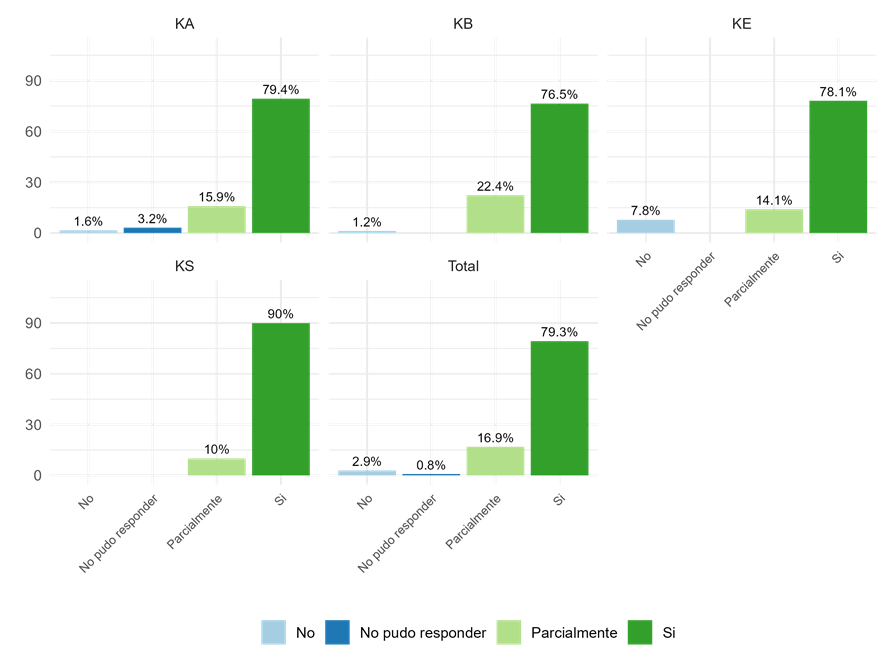 KA
KB
KE
90
60
30
0
1.6%
3.2%
15.9%
79.4%
1.2%
22.4%
76.5%
7.8%
14.1%
78.1%
No
No pudo responder
Parcialmente
Si
KS
Total
90
60
30
0
10%
90%
2.9%
0.8%
16.9%
79.3%
No
No pudo responder
Parcialmente
Si
No
No pudo responder
Parcialmente
Si
No No pudo responder Parcialmente Si